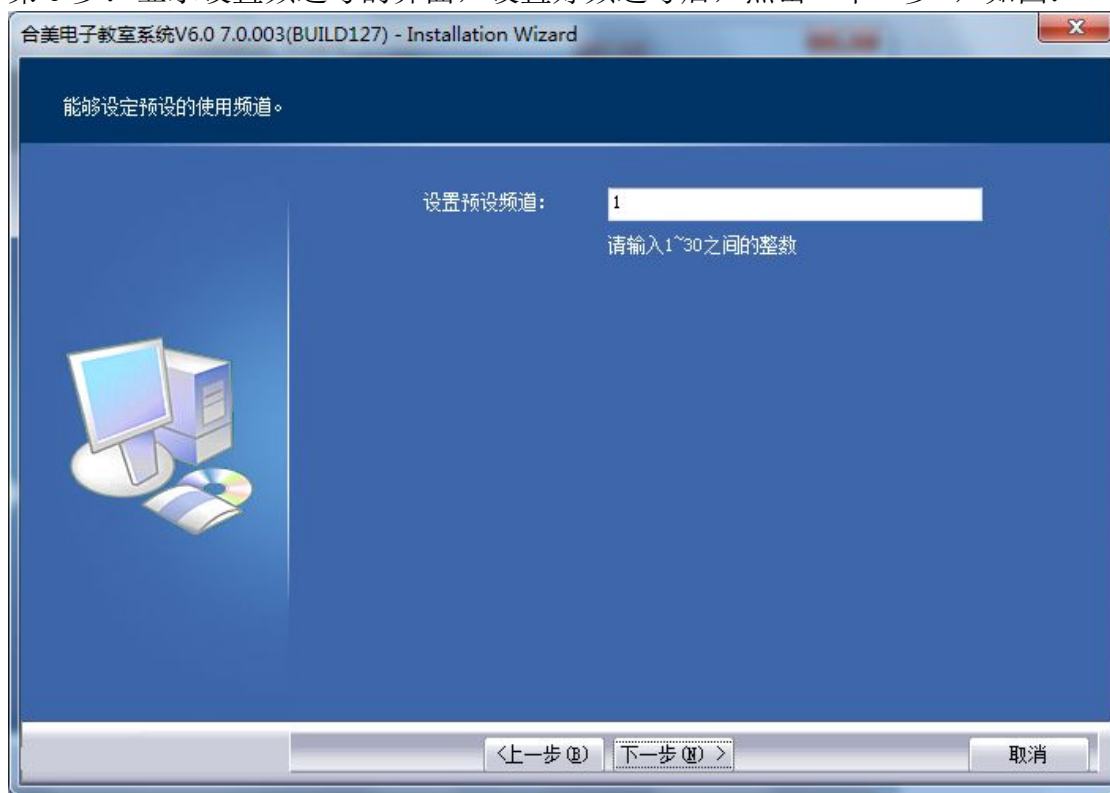 合美电子教室系统V6.0 7.0.003(BUILD127) - Installation Wizard
能够设定预设的使用频道。
设置预设频道： 1
请输入1~30之间的整数
<上一步(B) 下一步(N) > 取消